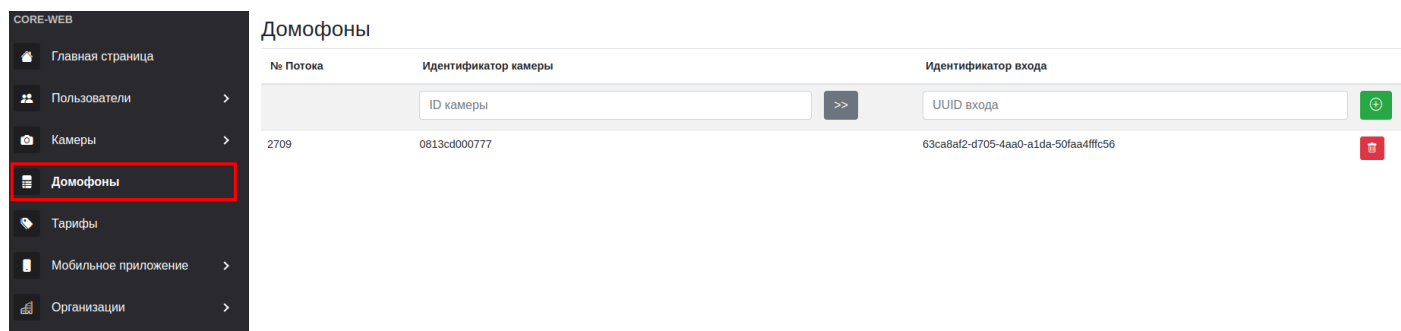 CORE-WEB
Главная страница
Пользователи
Камеры
Домофоны
Тарифы
Мобильное приложение
Организации
Домофоны
№ Потока Идентификатор камеры Идентификатор входа
ID камеры >> UUID входа
2709 0813cd000777 63ca8af2-d705-4aa0-a1da-50faa4fffc56